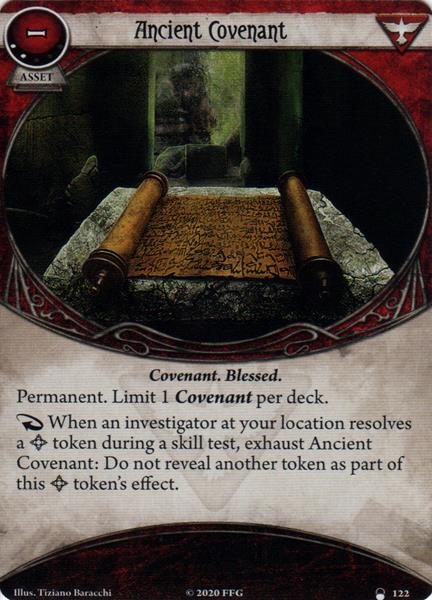 Ancient Covenant
–
ASSET
Covenant. Blessed.
Permanent. Limit 1 Covenant per deck.
When an investigator at your location resolves
a token during a skill test, exhaust Ancient
Covenant: Do not reveal another token as part of
this token's effect.
Illus. Tiziano Baracchi
© 2020 FFG
122